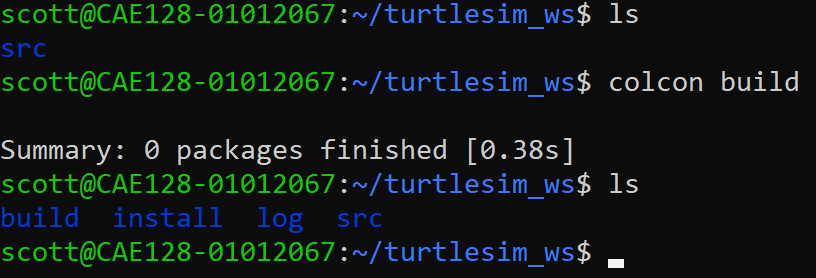 scott@CAE128-01012067:~/turtlesim_ws$ ls
src
scott@CAE128-01012067:~/turtlesim_ws$ colcon build
Summary: 0 packages finished [0.38s]
scott@CAE128-01012067:~/turtlesim_ws$ ls
build  install  log  src
scott@CAE128-01012067:~/turtlesim_ws$